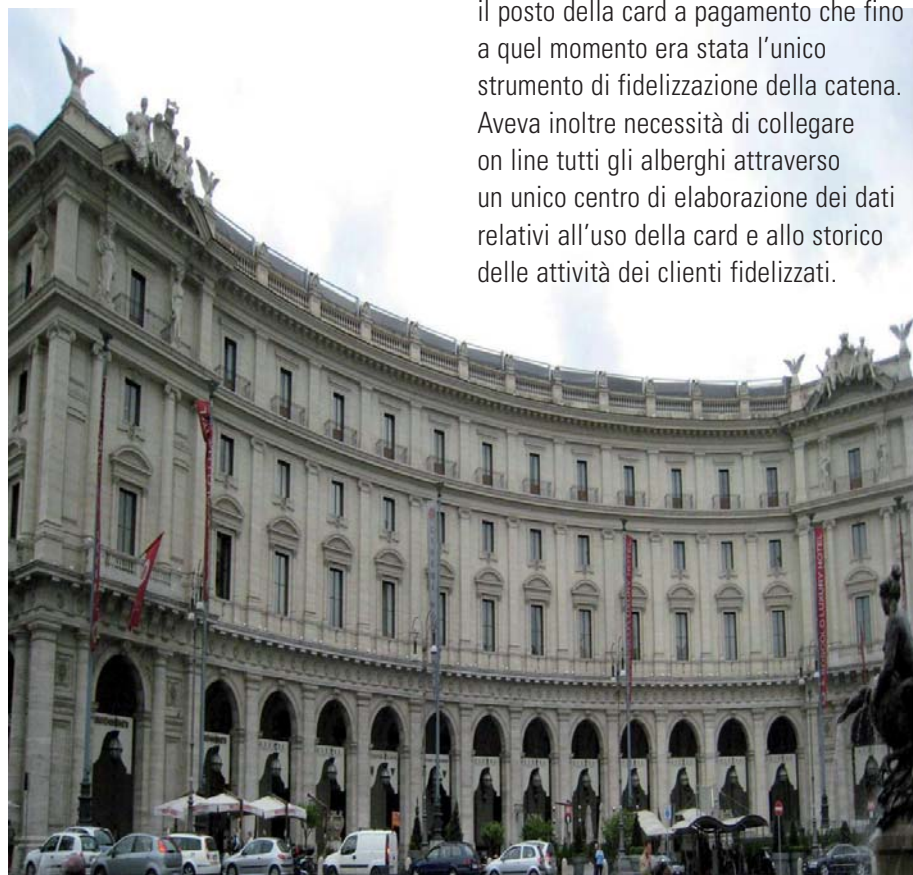 il posto della card a pagamento che fino
a quel momento era stata l’unico
strumento di fidelizzazione della catena.
Aveva inoltre necessità di collegare
on line tutti gli alberghi attraverso
un unico centro di elaborazione dei dati
relativi all’uso della card e allo storico
delle attività dei clienti fidelizzati.
LUXURY HOTEL